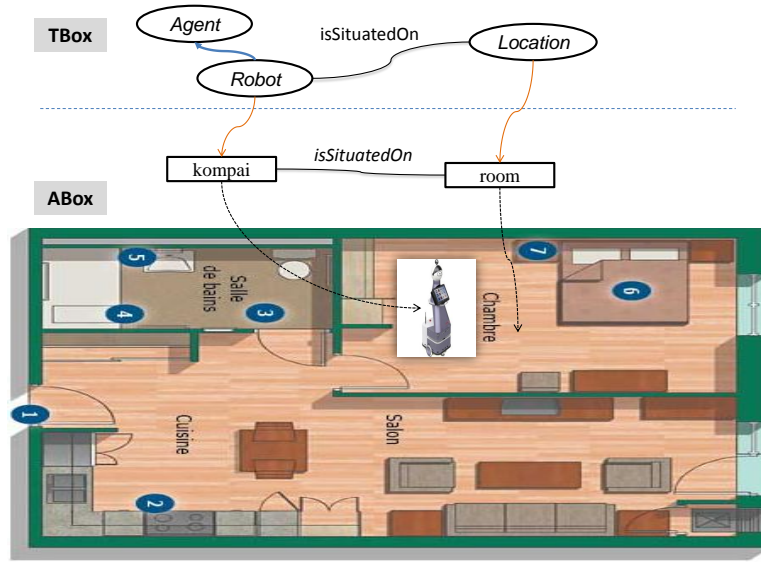 Agent
isSituatedOn
TBox
Location
Robot
isSituatedOn
kompai
room
ABox
7
5
Salle
de bains
6
4
3
Chambre
1
Cuisine
Salon
2